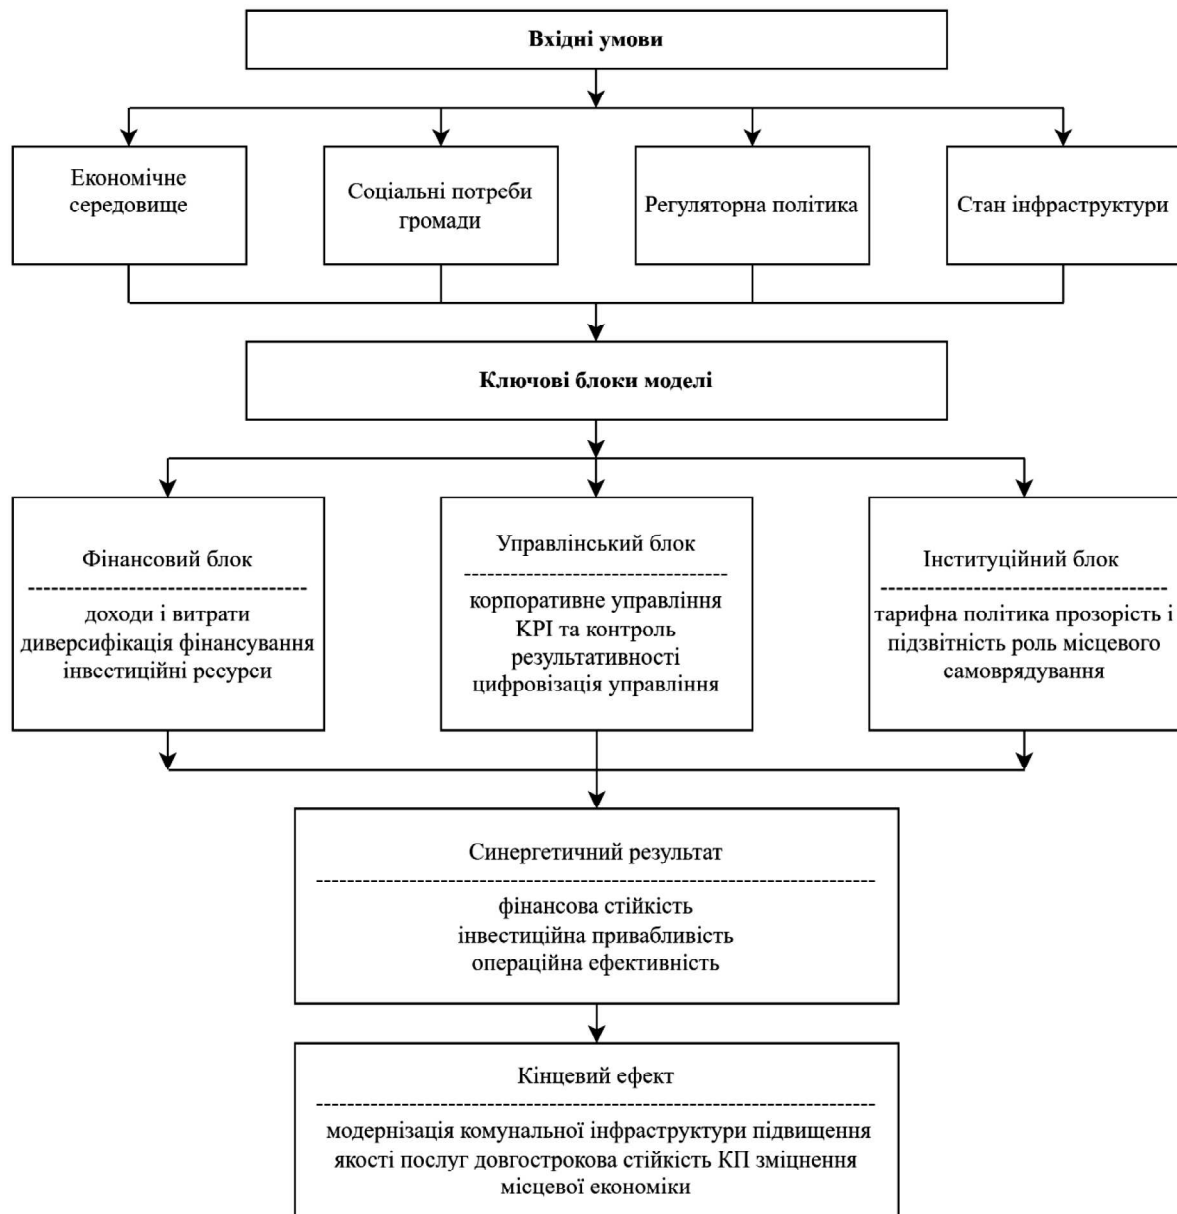 Вхідні умови
Економічне
середовище
Соціальні потреби
громади
Регуляторна політика
Стан інфраструктури
Ключові блоки моделі
Фінансовий блок
доходи і витрати
диверсифікація фінансування
інвестиційні ресурси
Управлінський блок
корпоративне управління
KPI та контроль
результативності
цифровізація управління
Інституційний блок
тарифна політика прозорість і
підзвітність роль місцевого
самоврядування
Синергетичний результат
фінансова стійкість
інвестиційна привабливість
операційна ефективність
Кінцевий ефект
модернізація комунальної інфраструктури підвищення
якості послуг довгострокова стійкість КП зміцнення
місцевої економіки